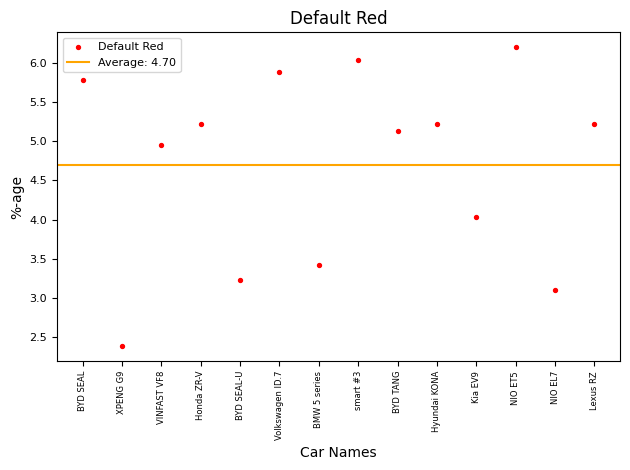 Default Red
Default Red
Average: 4.70
6.0
5.5
5.0
4.5
4.0
3.5
3.0
2.5
%-age
BYD SEAL
XPENG G9
VINFAST VF8
Honda ZR-V
BYD SEAL-U
Volkswagen ID.7
BMW 5 series
smart #3
BYD TANG
Hyundai KONA
Kia EV9
NIO ET5
NIO EL7
Lexus RZ
Car Names